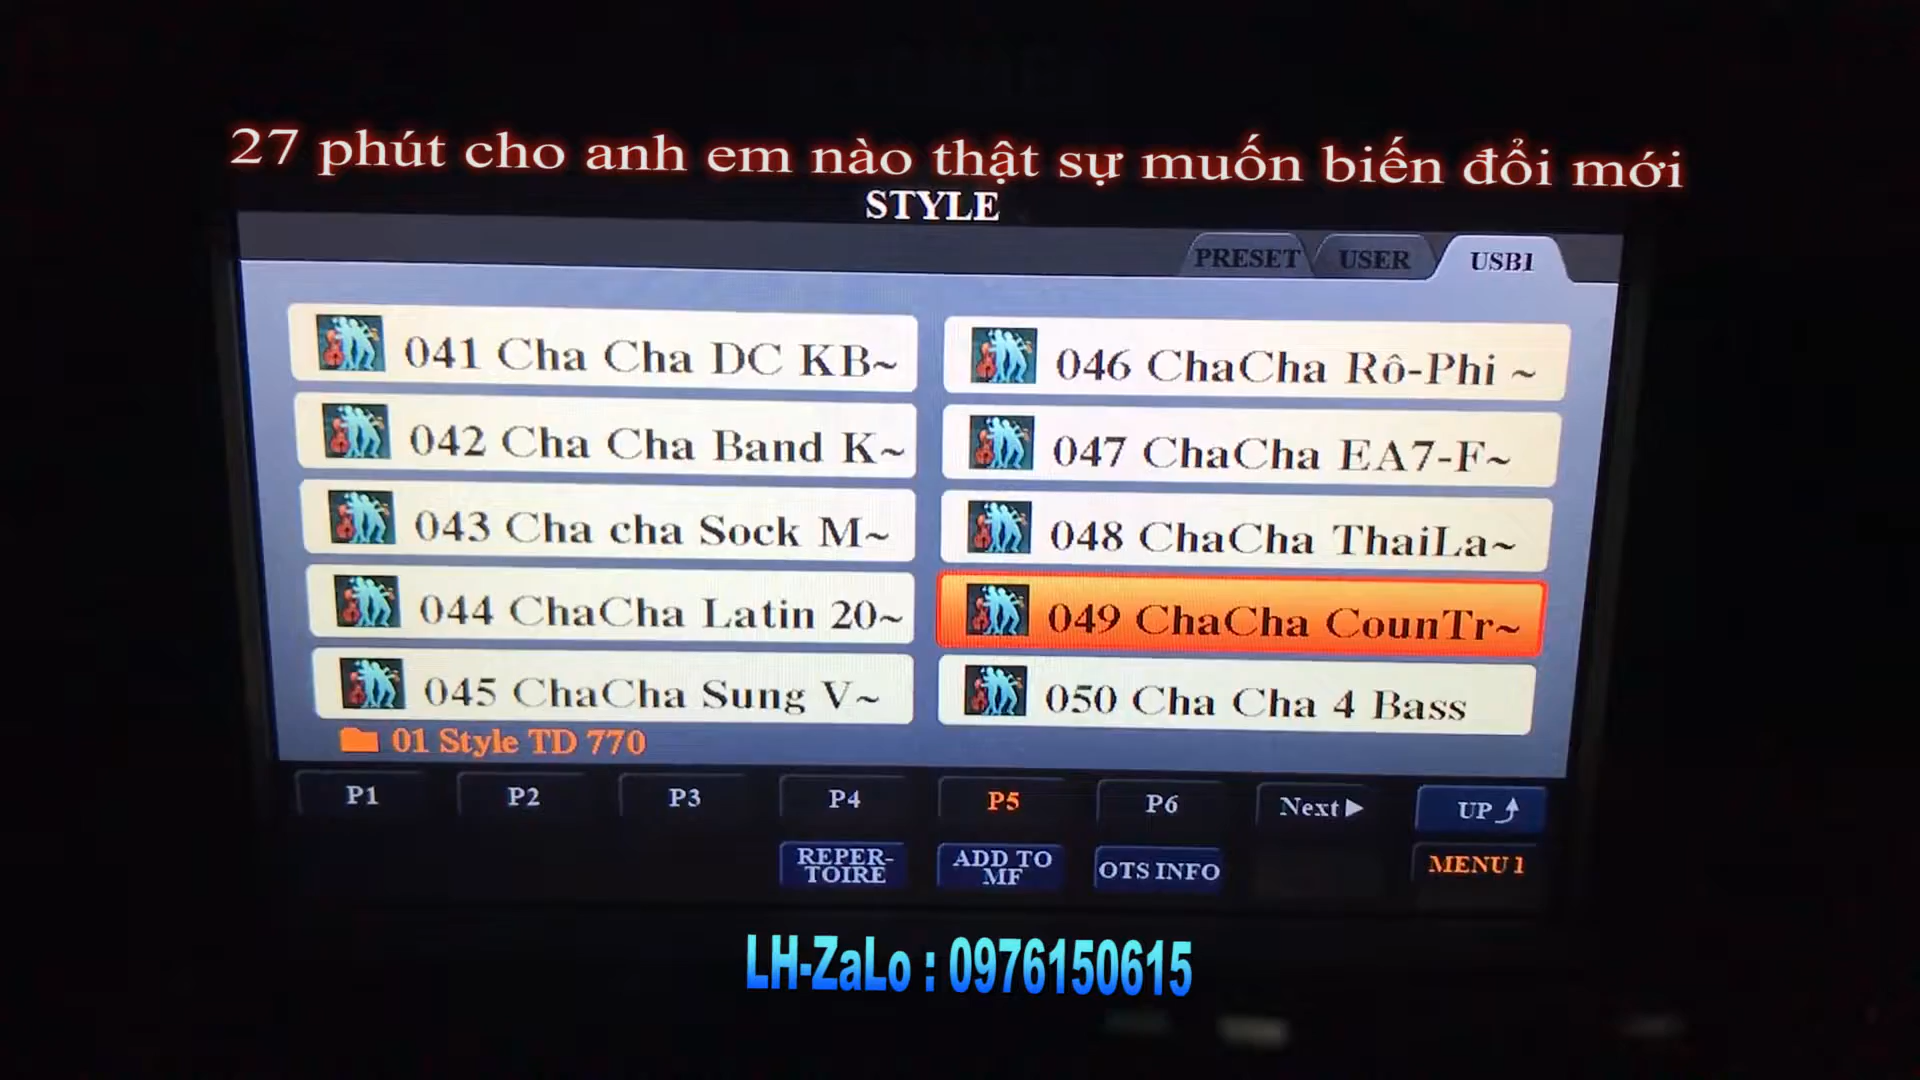 27 phút cho anh em nào thật sự muốn biến đổi mới
STYLE
PRESET USER USB1
041 Cha Cha DC KB~
042 Cha Cha Band K~
043 Cha cha Sock M~
044 ChaCha Latin 20~
045 ChaCha Sung V~
046 ChaCha Rô-Phi ~
047 ChaCha EA7-F~
048 ChaCha ThaiLa~
049 ChaCha CounTr~
050 Cha Cha 4 Bass
01 Style TD 770
P1 P2 P3 P4 P5 P6 Next UP
REPER-
TOIRE
ADD TO
MF
OTS INFO
MENU 1
LH-ZaLo : 0976150615